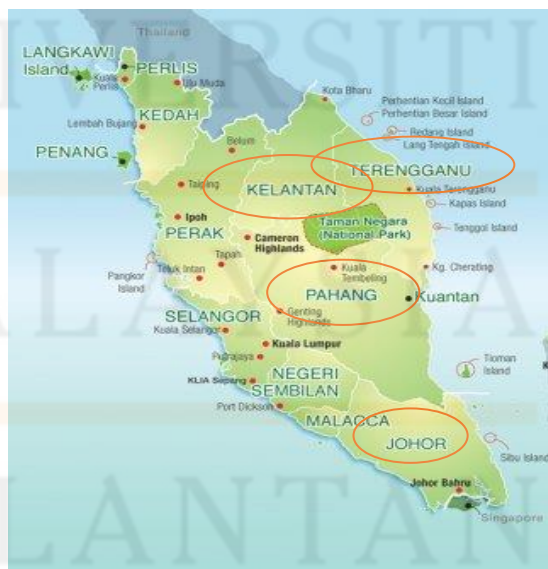 UNIVERSITI
Thailand
LANGKAWI
Island
PERLIS
Kuala
Perlis
Ulu Muda
Kota Bharu
Perhentian Kecil Island
Perhentian Besar Island
KEDAH
Redang Island
Lembah Bujang
Lang Tengah Island
Belum
PENANG
TERENGGANU
Taiping
KELANTAN
Kuala Terengganu
Kapas Island
Ipoh
Taman Negara
(National Park)
Tenggol Island
PERAK
Cameron
Highlands
Tapah
Teluk Intan
Pangkor
Island
Kuala
Tembeling
Kg. Cherating
PAHANG
Kuantan
MALAYSIA
SELANGOR
Genting
Highlands
Kuala Selangor
Kuala Lumpur
Putrajaya
Tioman
Island
NEGERI
SEMBILAN
KLIA Sepang
Port Dickson
MALACCA
JOHOR
Sibu Island
Johor Bahru
Singapore
KELANTAN